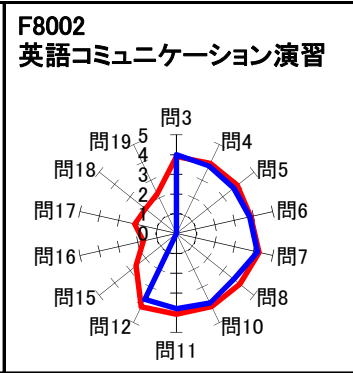 F8002
英語コミュニケーション演習
問3
問19
問4
5
4
3
2
1
0
問18
問5
問17
問6
問16
問7
問15
問8
問12
問10
問11